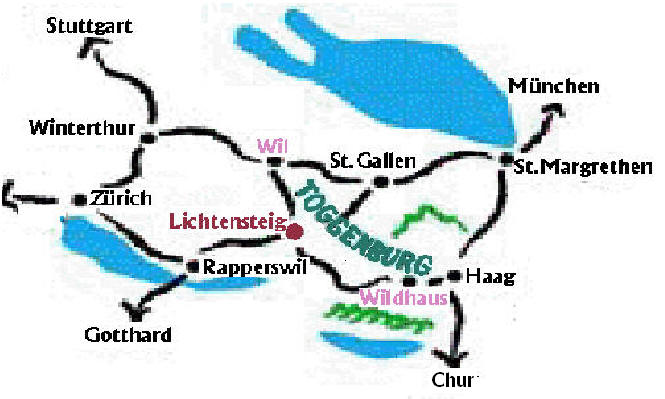 Stuttgart
München
Winterthur
Wil
St. Gallen
St. Margrethen
Zürich
Lichtensteig
TOGGENBURG
Rapperswil
Haag
Wildhaus
Gotthard
Chur